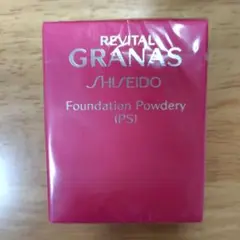 REVITAL
GRANAS
SHISEIDO
Foundation Powdery
(PS)